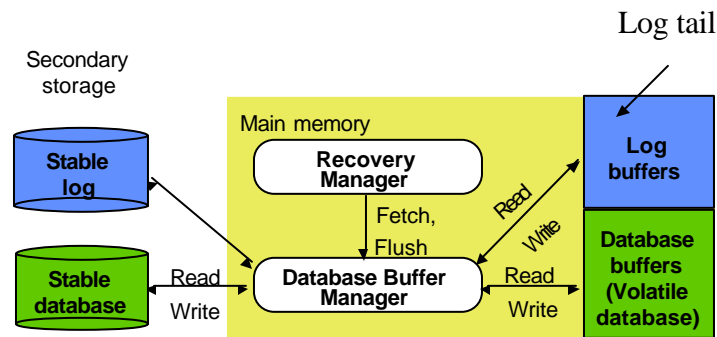 Log tail
Secondary
storage
Main memory
Stable
log
Recovery
Manager
Log
buffers
Read
Write
Fetch,
Flush
Stable
database
Read
Write
Database Buffer
Manager
Read
Write
Database
buffers
(Volatile
database)